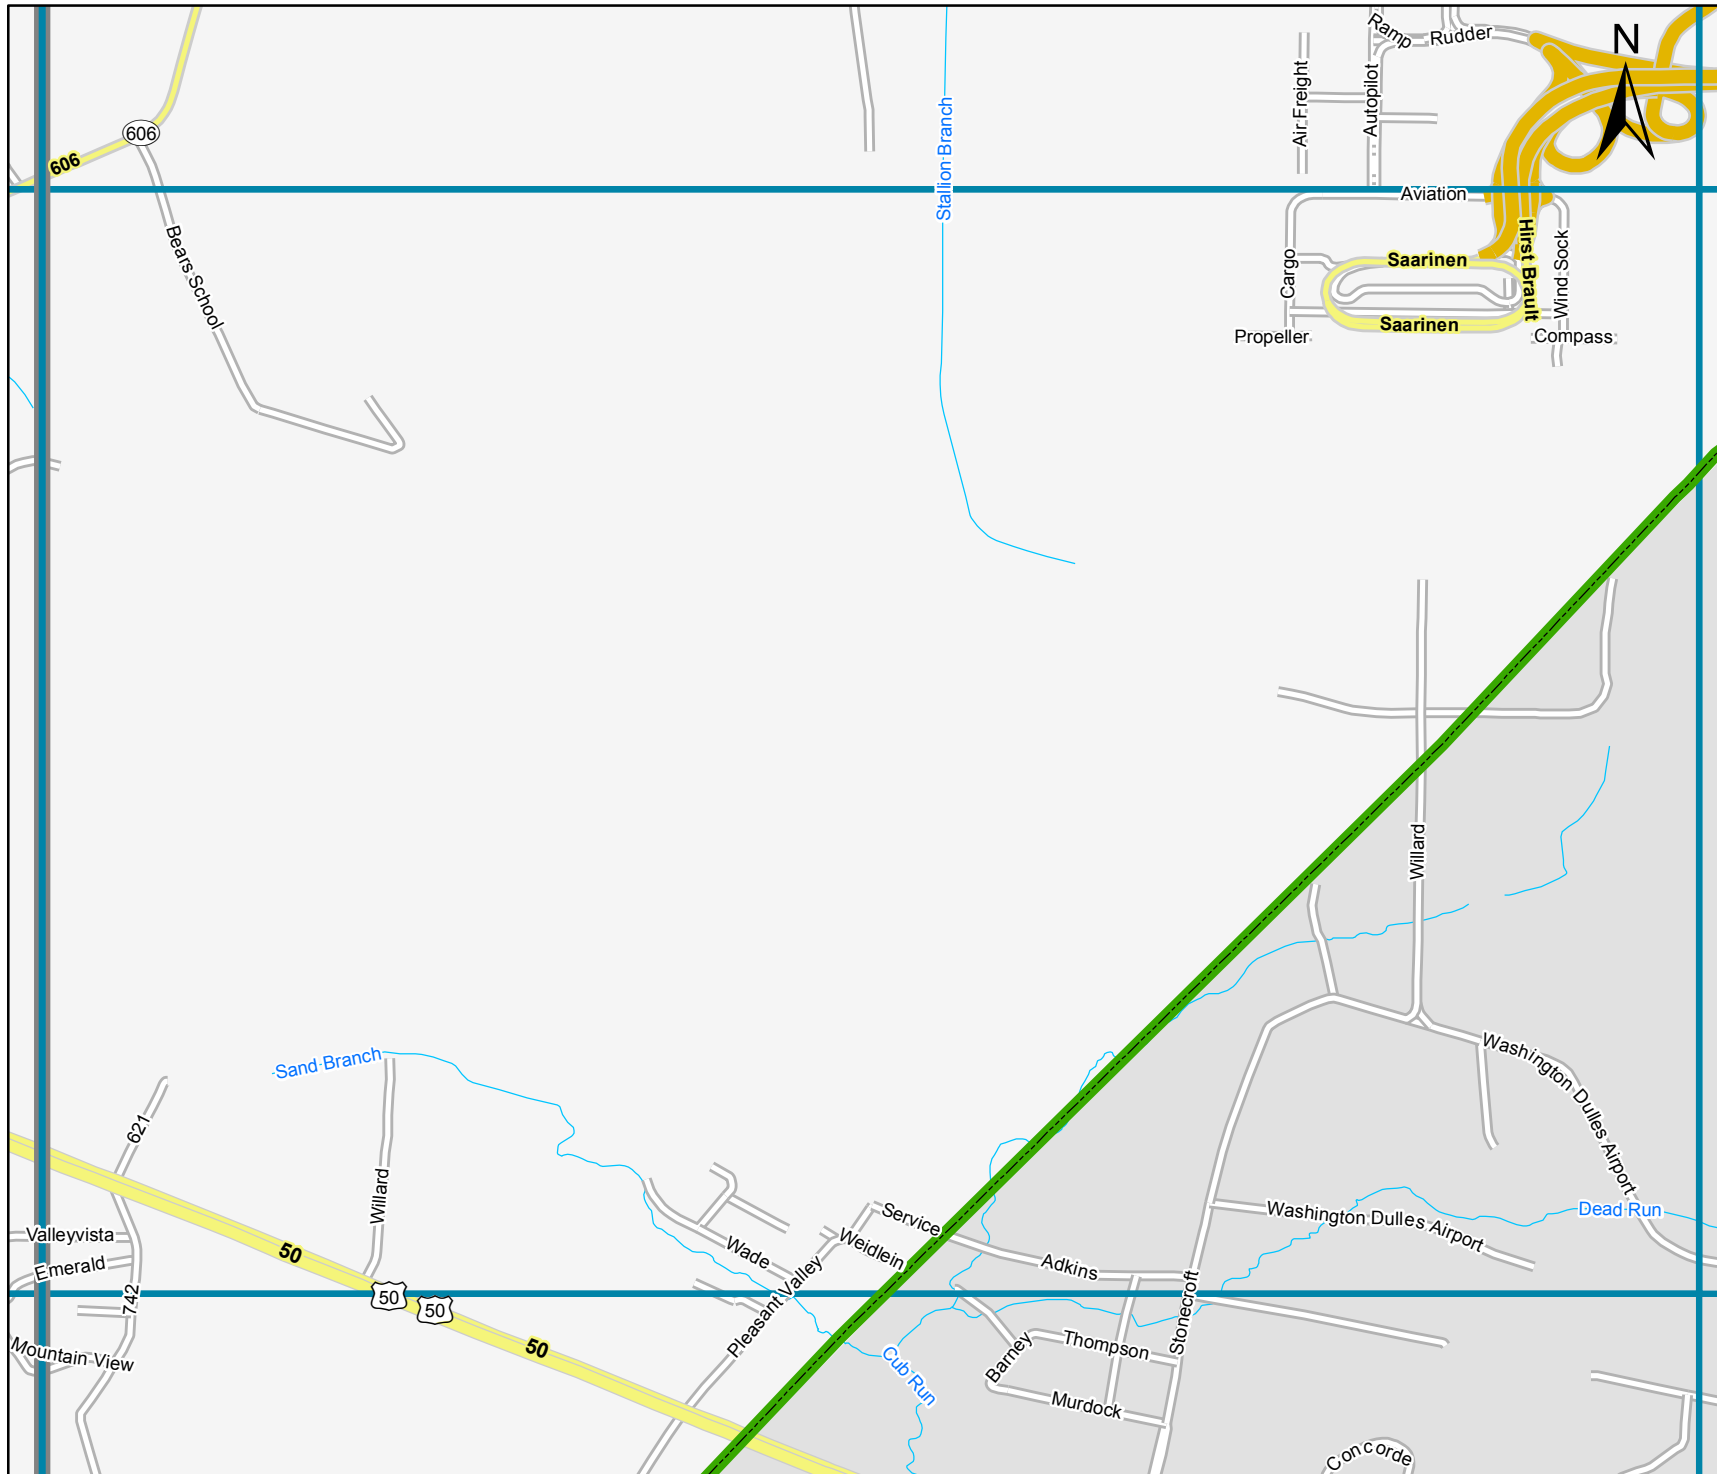 Ramp
Rudder
N
Air Freight
Autopilot
606
606
Stallion Branch
Aviation
Bears School
Cargo
Saarinen
Hirst Brault
Wind Sock
Saarinen
Propeller
Compass
Willard
Washington Dulles Airport
Sand Branch
621
Willard
Valleyvista
Emerald
742
50
50
50
50
Mountain View
Wade
Weidlein
Service
Pleasant Valley
Adkins
Washington Dulles Airport
Dead Run
Stonecroft
Barney
Thompson
Cub Run
Murdock
Concorde